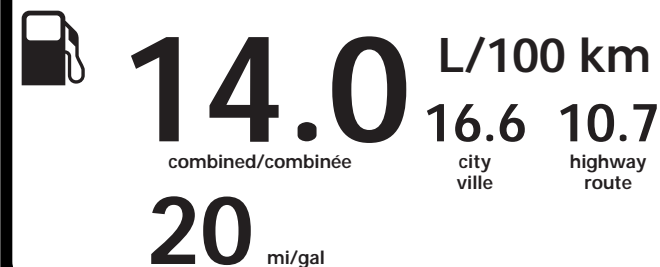 14.0 L/100 km
combined/combinée
16.6 10.7
city highway
ville route
20 mi/gal